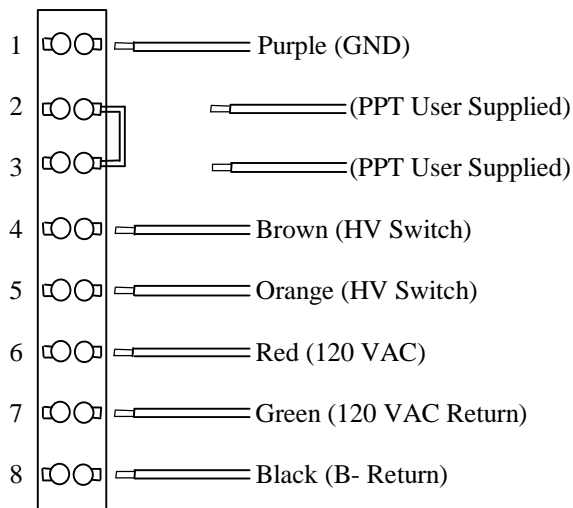 1 Purple (GND)
2 (PPT User Supplied)
3 (PPT User Supplied)
4 Brown (HV Switch)
5 Orange (HV Switch)
6 Red (120 VAC)
7 Green (120 VAC Return)
8 Black (B- Return)